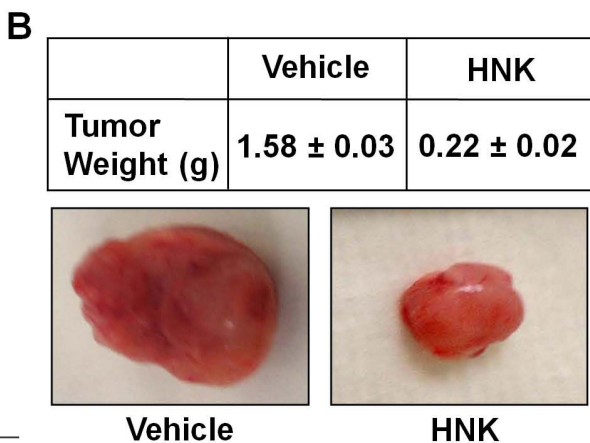 B
Vehicle HNK
Tumor
Weight (g) 1.58 ± 0.03 0.22 ± 0.02
Vehicle HNK